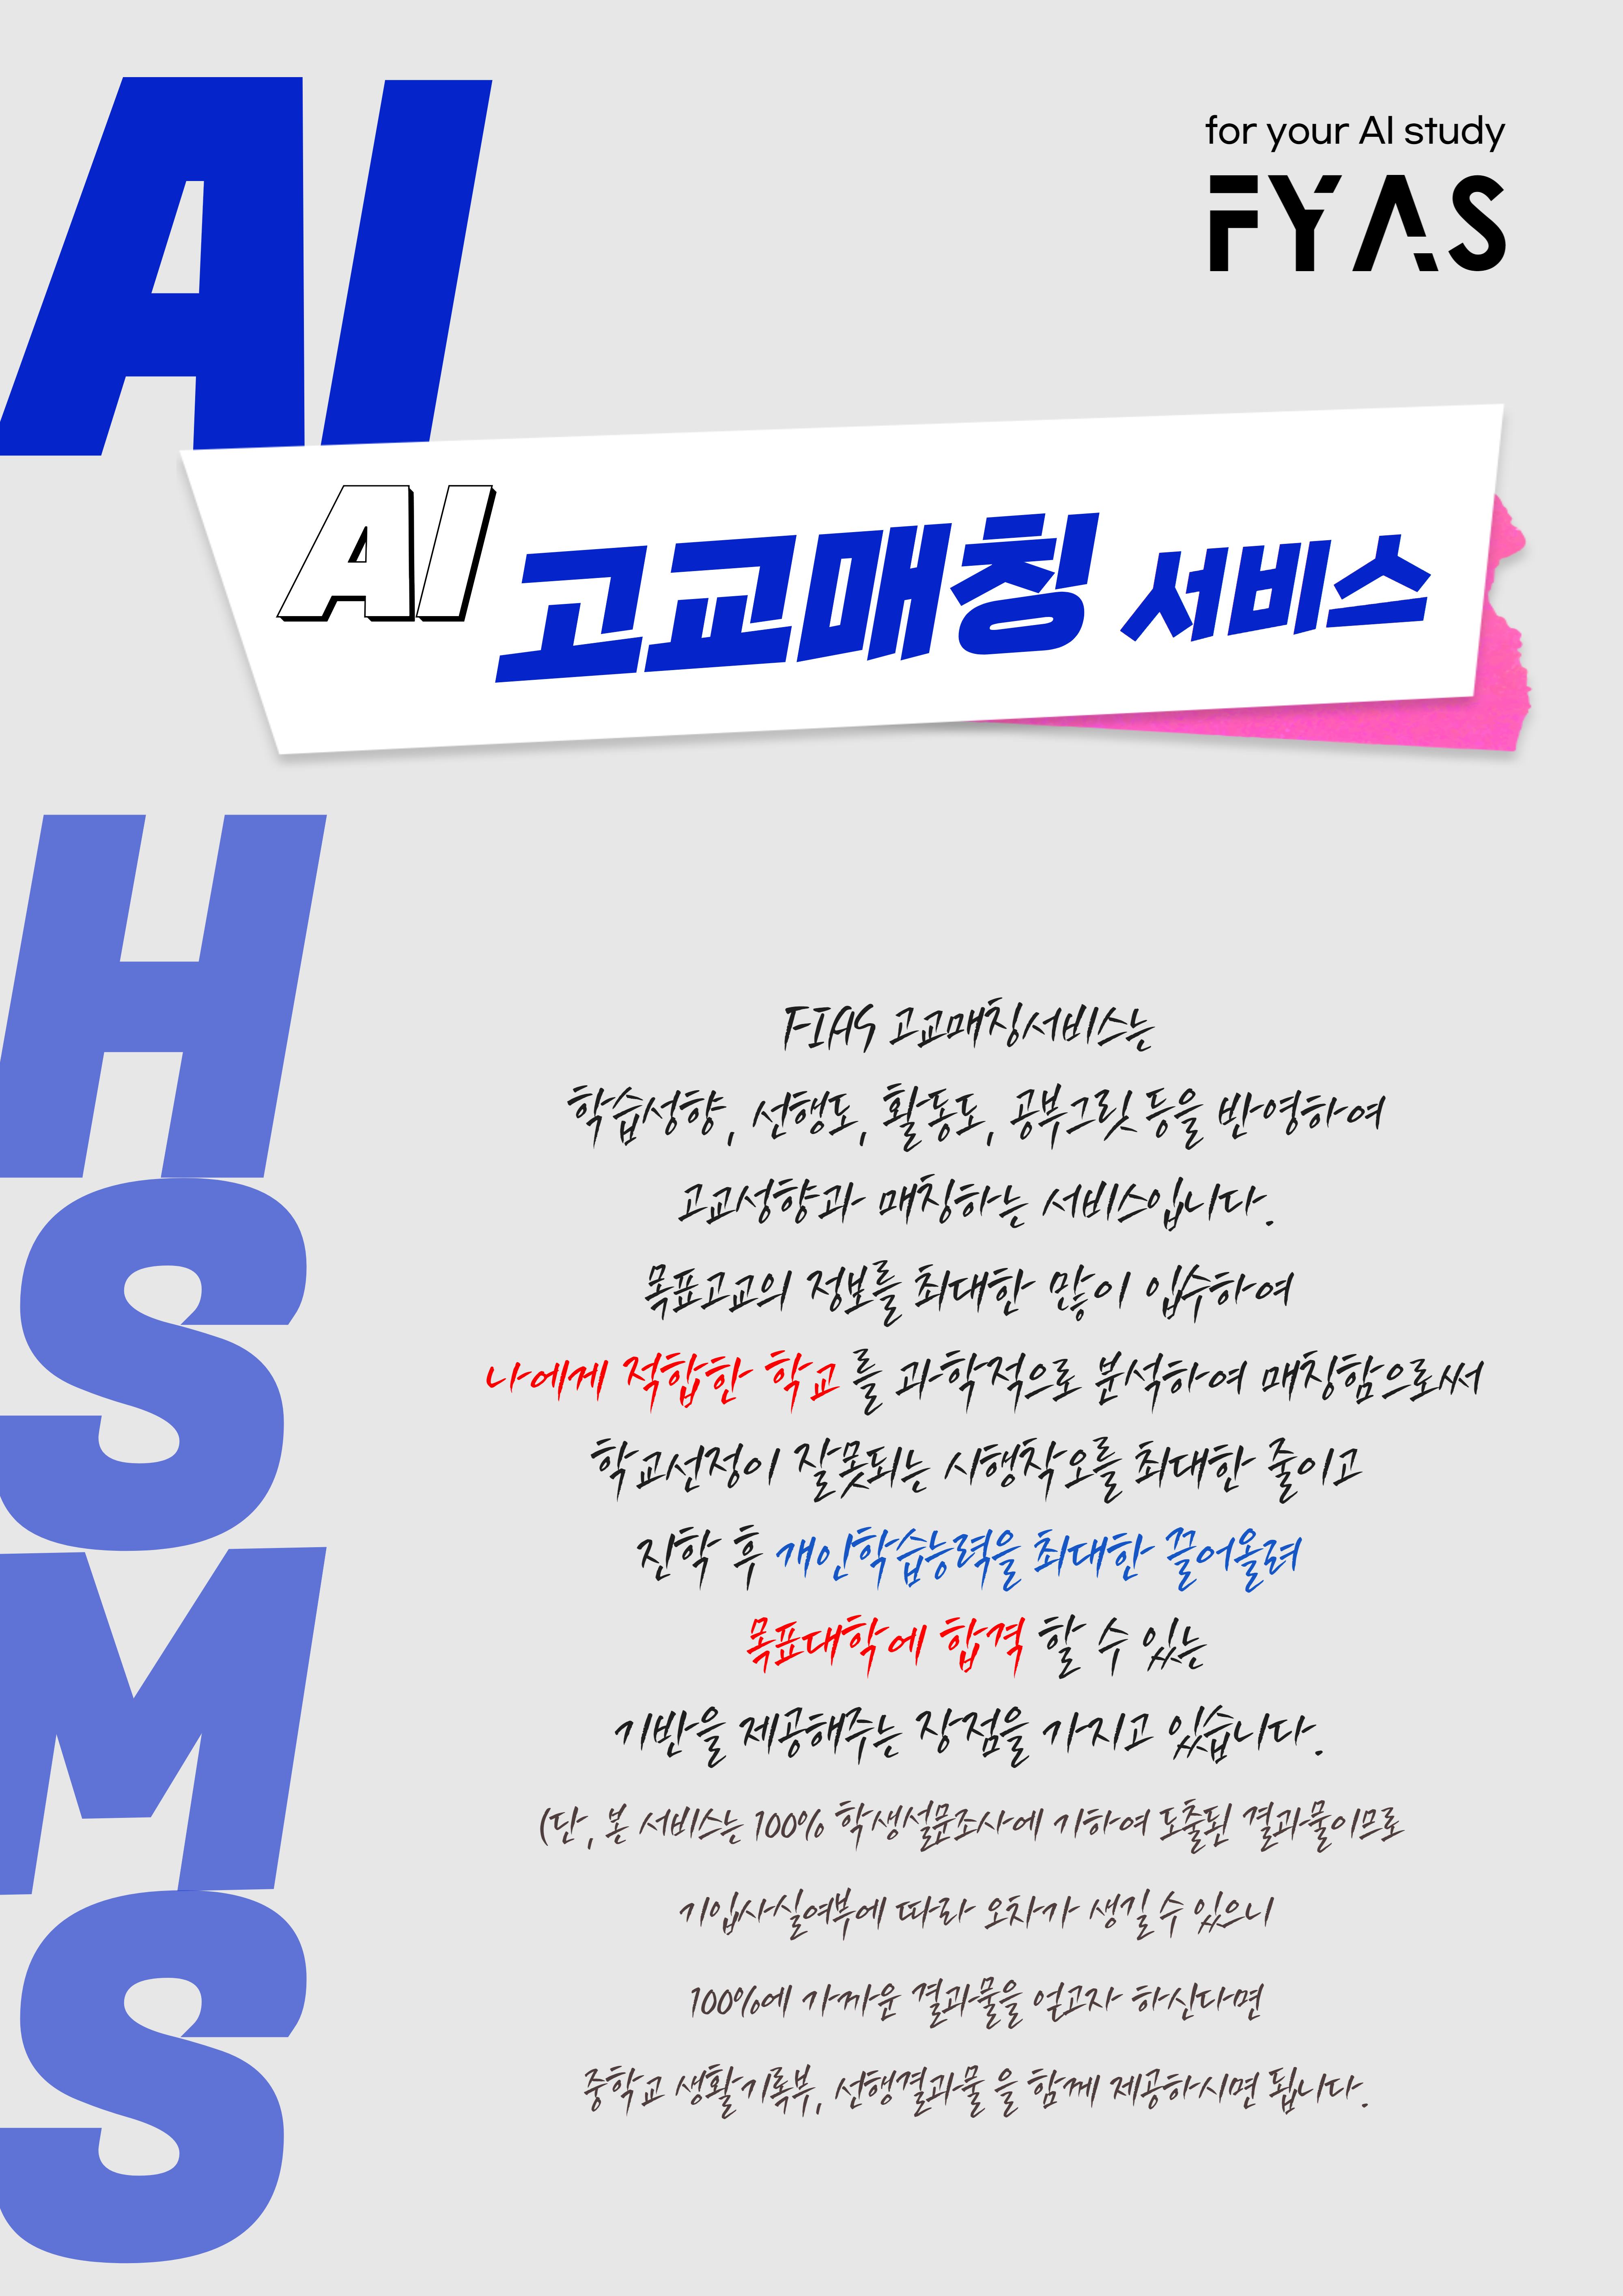 AI
for your AI study
FYAS
AI 고교매칭 서비스
H
S
M
S
FIAS 고교매칭서비스는
학습성향, 선행도, 활동도, 공부그릿 등을 반영하여
고교성향과 매칭하는 서비스입니다.
목표고교의 정보를 최대한 많이 입수하여
나에게 적합한 학교 를 과학적으로 분석하여 매칭함으로써
학교선정이 잘못되는 시행착오를 최대한 줄이고
진학 후 개인학습능력을 최대한 끌어올려
목표대학에 합격 할 수 있는
기반을 제공해주는 장점을 가지고 있습니다.
(단, 본 서비스는 100% 학생설문조사에 기하여 도출된 결과물이므로
기입사실여부에 따라 오차가 생길 수 있으니
100%에 가까운 결과물을 얻고자 하신다면
중학교 생활기록부, 선행결과물 을 함께 제공하시면 됩니다.